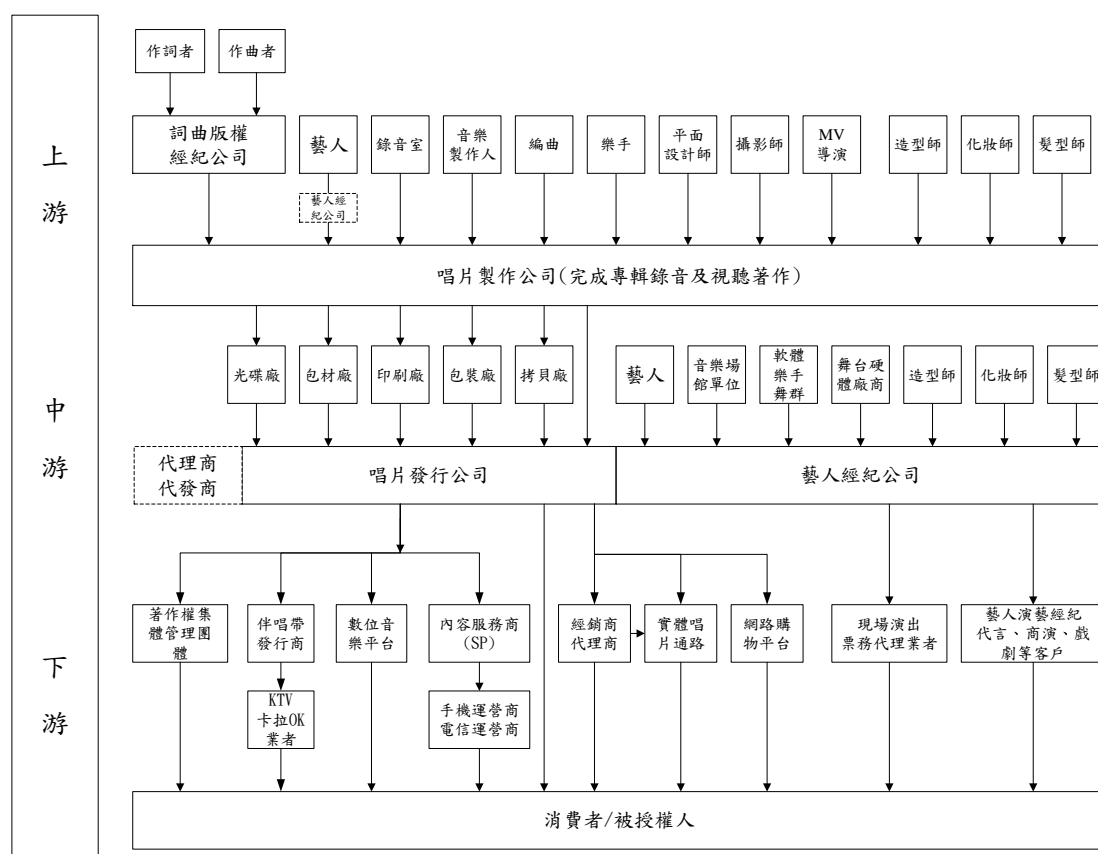 上
游
中
游
下
游
作詞者
作曲者
詞曲版權
經紀公司
藝人
藝人經
紀公司
錄音室
音樂
製作人
編曲
樂手
平面
設計師
攝影師
MV
導演
造型師
化妝師
髮型師
唱片製作公司(完成專輯錄音及視聽著作)
光碟廠
包材廠
印刷廠
包裝廠
拷貝廠
藝人
音樂場
館單位
軟體
樂手
舞群
舞台硬
體廠商
造型師
化妝師
髮型師
代理商
代發商
唱片發行公司
藝人經紀公司
著作權集
體管理團
體
伴唱帶
發行商
數位音
樂平台
內容服務商
(SP)
經銷商
代理商
實體唱
片通路
網路購
物平台
現場演出
票務代理業者
藝人演藝經紀
代言、商演、戲
劇等客戶
KTV
卡拉OK
業者
手機運營商
電信運營商
消費者/被授權人